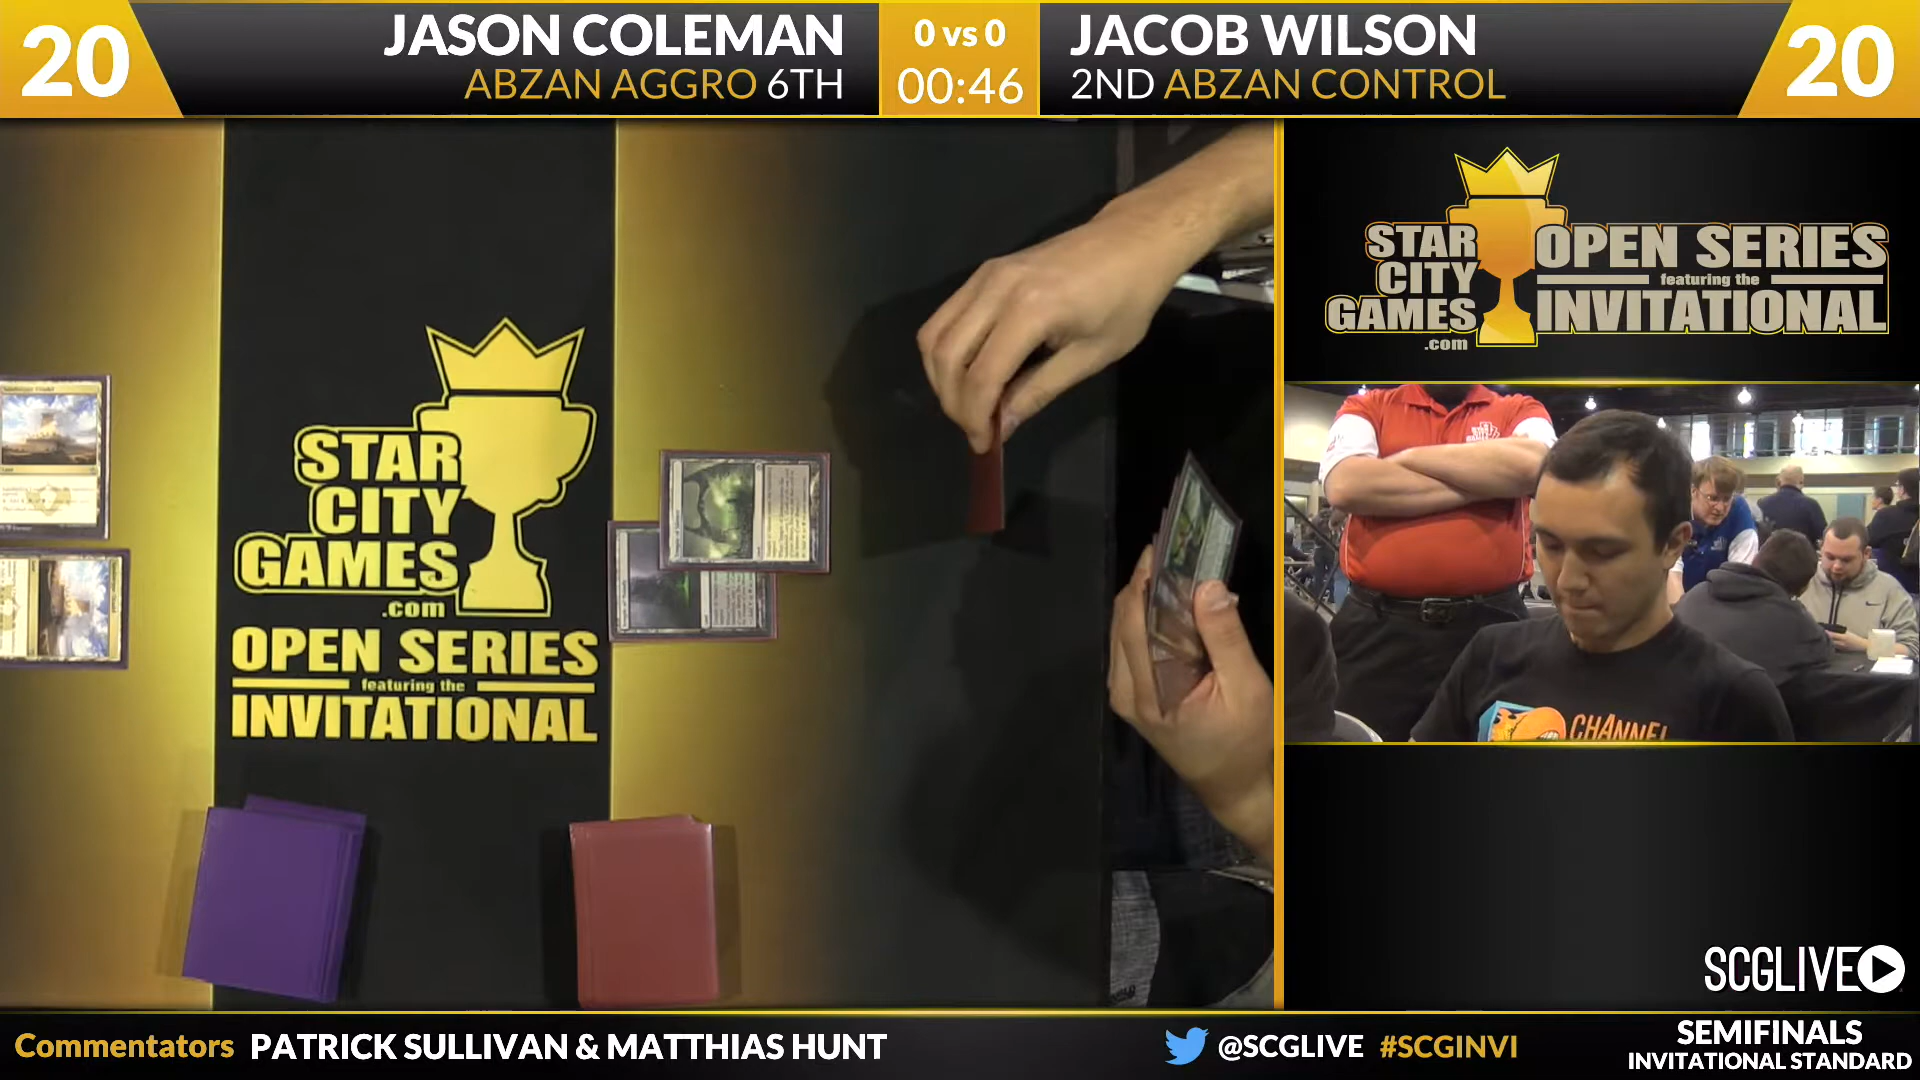 20
JASON COLEMAN
ABZAN AGGRO 6TH
0 vs 0
00:46
JACOB WILSON
2ND ABZAN CONTROL
20
STAR
CITY
GAMES
.com
OPEN SERIES
featuring the
INVITATIONAL
STAR
CITY
GAMES
.com
OPEN SERIES
featuring the
INVITATIONAL
CHANNEL
SCGLIVE
Commentators PATRICK SULLIVAN & MATTHIAS HUNT
@SCGLIVE #SCGINVI
SEMIFINALS
INVITATIONAL STANDARD